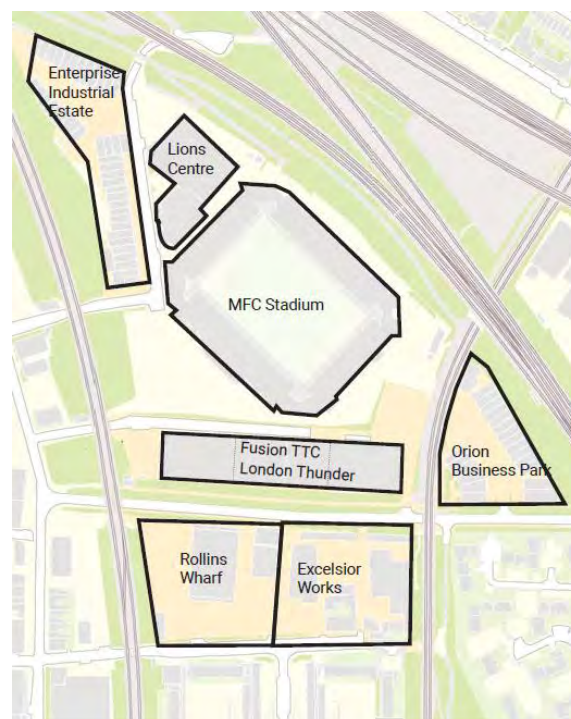 Enterprise
Industrial
Estate
Lions
Centre
MFC Stadium
Fusion TTC
London Thunder
Orion
Business Park
Rollins
Wharf
Excelsior
Works